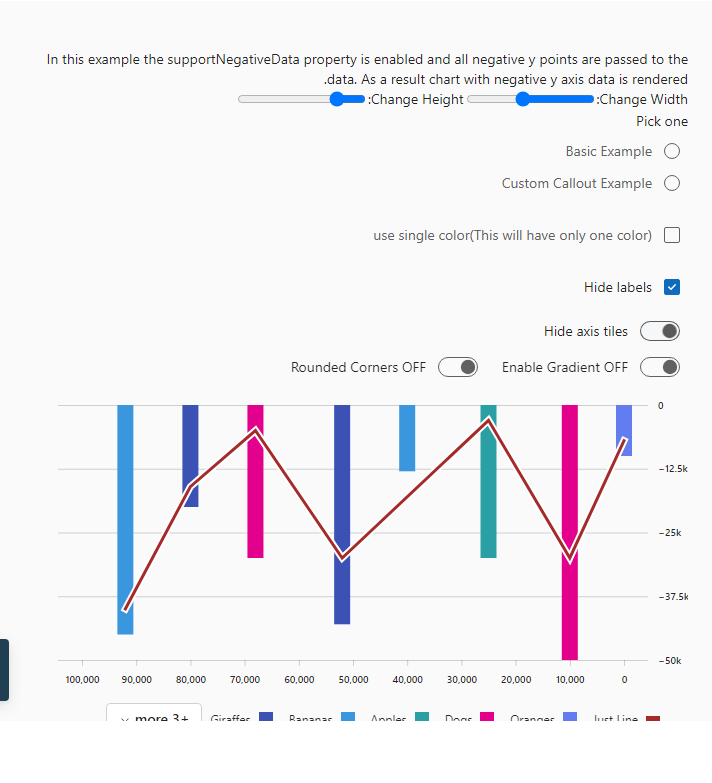 In this example the supportNegativeData property is enabled and all negative y points are passed to the
.data. As a result chart with negative y axis data is rendered
:Change Width :Change Height
Pick one
Basic Example
Custom Callout Example
use single color(This will have only one color)
Hide labels
Hide axis tiles
Enable Gradient OFF Rounded Corners OFF
0
−12.5k
−25k
−37.5k
−50k
100,000 90,000 80,000 70,000 60,000 50,000 40,000 30,000 20,000 10,000 0
more 3+ Giraffes Bananas Apples Dogs Oranges Just Line